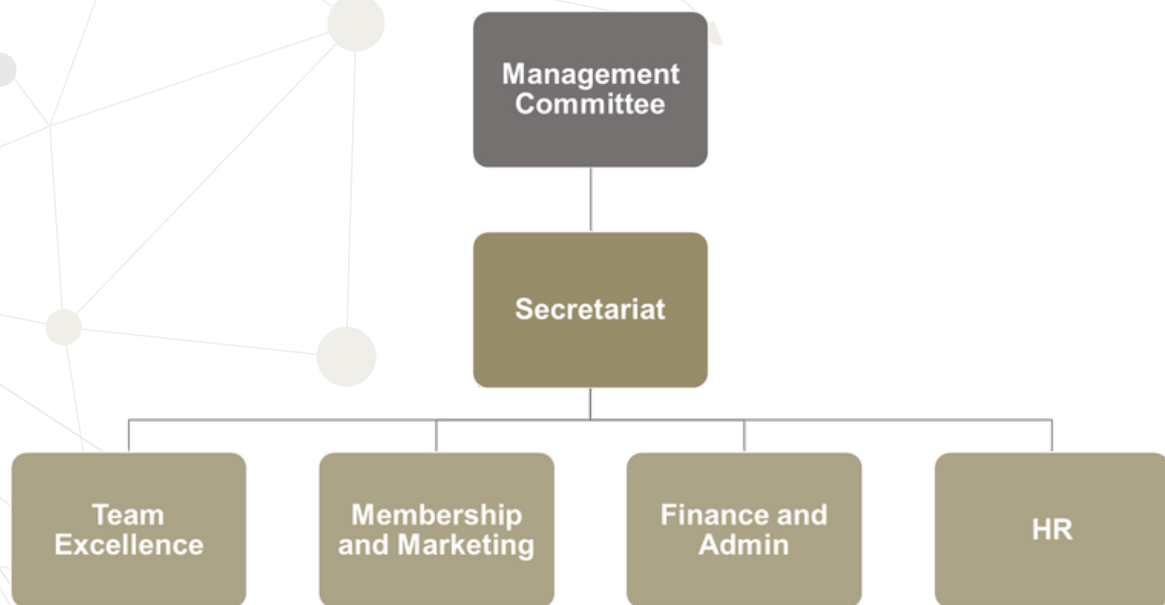 Management
Committee
Secretariat
Team
Excellence
Membership
and Marketing
Finance and
Admin
HR